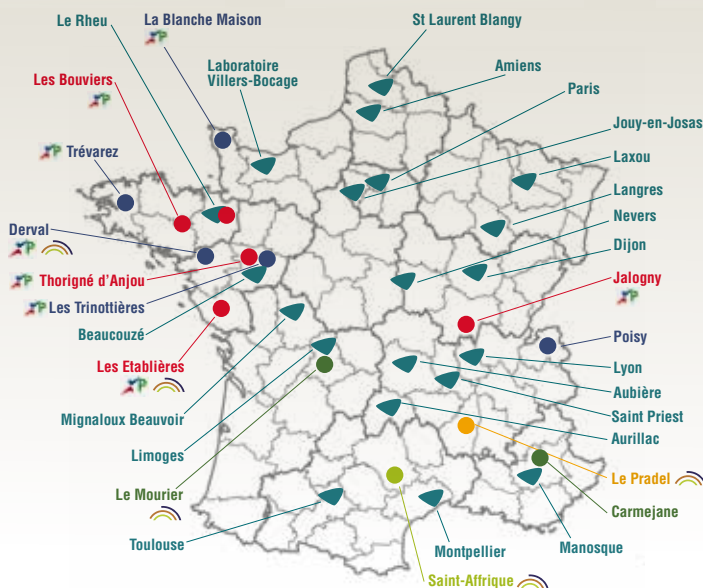 La Blanche Maison
Le Rheu
St Laurent Blangy
Laboratoire
Villers-Bocage
Amiens
Les Bouviers
Paris
Jouy-en-Josas
Trévarez
Laxou
Langres
Nevers
Derval
Dijon
Thorigné d'Anjou
Jalogny
Les Trinottières
Beaucouzé
Poisy
Les Etablières
Lyon
Aubière
Mignaloux Beauvoir
Saint Priest
Aurillac
Limoges
Le Pradel
Le Mourier
Carmejane
Toulouse
Montpellier
Manosque
Saint-Affrique